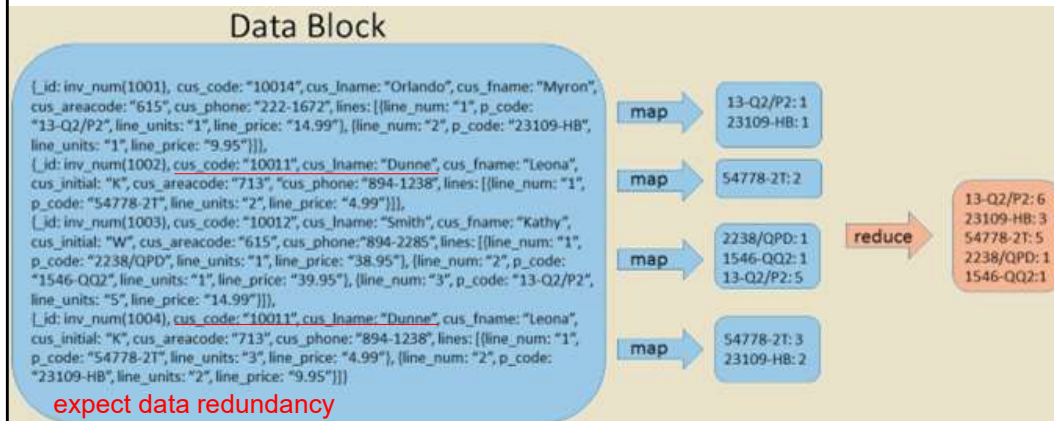 Data Block
{_id: inv_num(1001), cus_code: "10014", cus_lname: "Orlando", cus_fname: "Myron",
cus_areacode: "615", cus_phone: "222-1672", lines: [{line_num: "1", p_code:
"13-Q2/P2", line_units: "1", line_price: "14.99"}, {line_num: "2", p_code: "23109-HB",
line_units: "1", line_price: "9.95"}]},
{_id: inv_num(1002), cus_code: "10011", cus_lname: "Dunne", cus_fname: "Leona",
cus_initial: "K", cus_areacode: "713", "cus_phone: "894-1238", lines: [{line_num: "1",
p_code: "54778-2T", line_units: "2", line_price: "4.99"}]},
{_id: inv_num(1003), cus_code: "10012", cus_lname: "Smith", cus_fname: "Kathy",
cus_initial: "W", cus_areacode: "615", cus_phone:"894-2285", lines: [{line_num: "1",
p_code: "2238/QPD", line_units: "1", line_price: "38.95"}, {line_num: "2", p_code:
"1546-QQ2", line_units: "1", line_price: "39.95"}, {line_num: "3", p_code: "13-Q2/P2",
line_units: "5", line_price: "14.99"}]},
{_id: inv_num(1004), cus_code: "10011", cus_lname: "Dunne", cus_fname: "Leona",
cus_initial: "K", cus_areacode: "713", cus_phone: "894-1238", lines: [{line_num: "1",
p_code: "54778-2T", line_units: "3", line_price: "4.99"}, {line_num: "2", p_code:
"23109-HB", line_units: "2", line_price: "9.95"}]}
expect data redundancy
map
13-Q2/P2: 1
23109-HB: 1
map
54778-2T: 2
map
2238/QPD: 1
1546-QQ2: 1
13-Q2/P2: 5
map
54778-2T: 3
23109-HB: 2
reduce
13-Q2/P2: 6
23109-HB: 3
54778-2T: 5
2238/QPD: 1
1546-QQ2:1